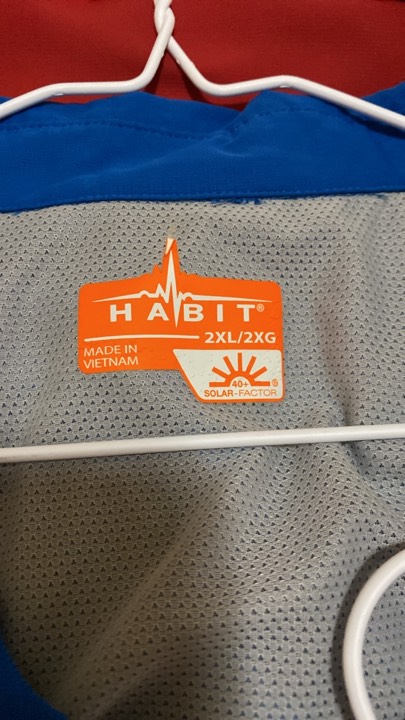 HABIT®
2XL/2XG
MADE IN
VIETNAM
40+
SOLAR-FACTOR